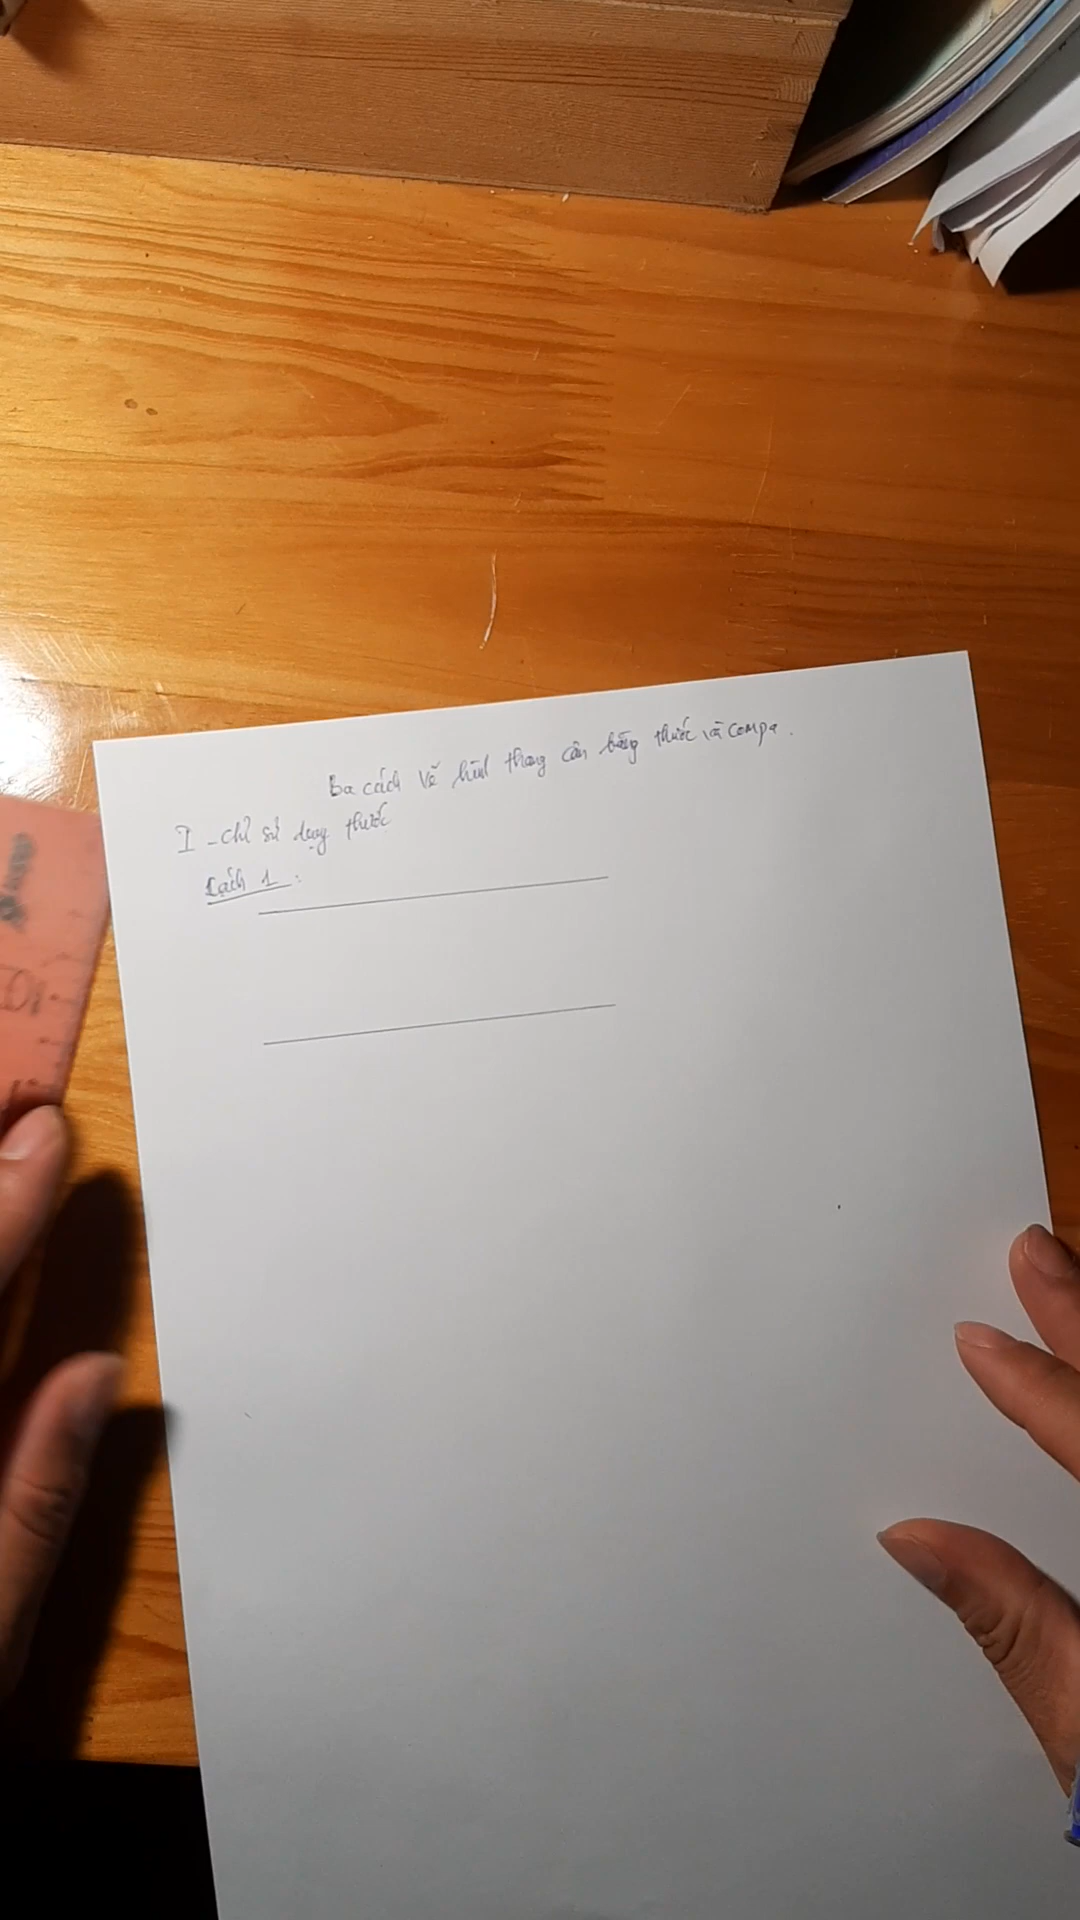 Ba cách vẽ hình thang cân bằng thước và compa.
I - chỉ sử dụng thước
Cách 1 :